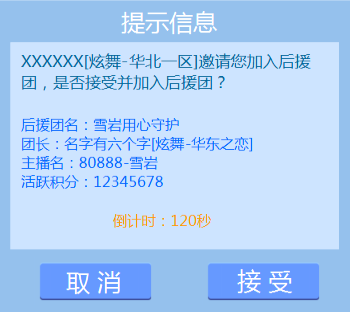 提示信息
XXXXXX[炫舞-华北一区]邀请您加入后援
团，是否接受并加入后援团？
后援团名：雪岩用心守护
团长：名字有六个字[炫舞-华东之恋]
主播名：80888-雪岩
活跃积分：12345678
倒计时：120秒
取 消 接 受